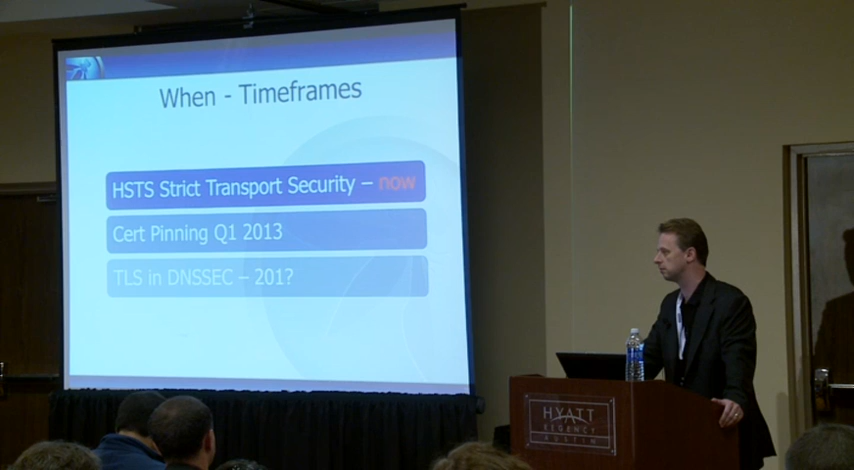 When - Timeframes
HSTS Strict Transport Security – now
Cert Pinning Q1 2013
TLS in DNSSEC – 201?
HYATT
REGENCY
AUSTIN